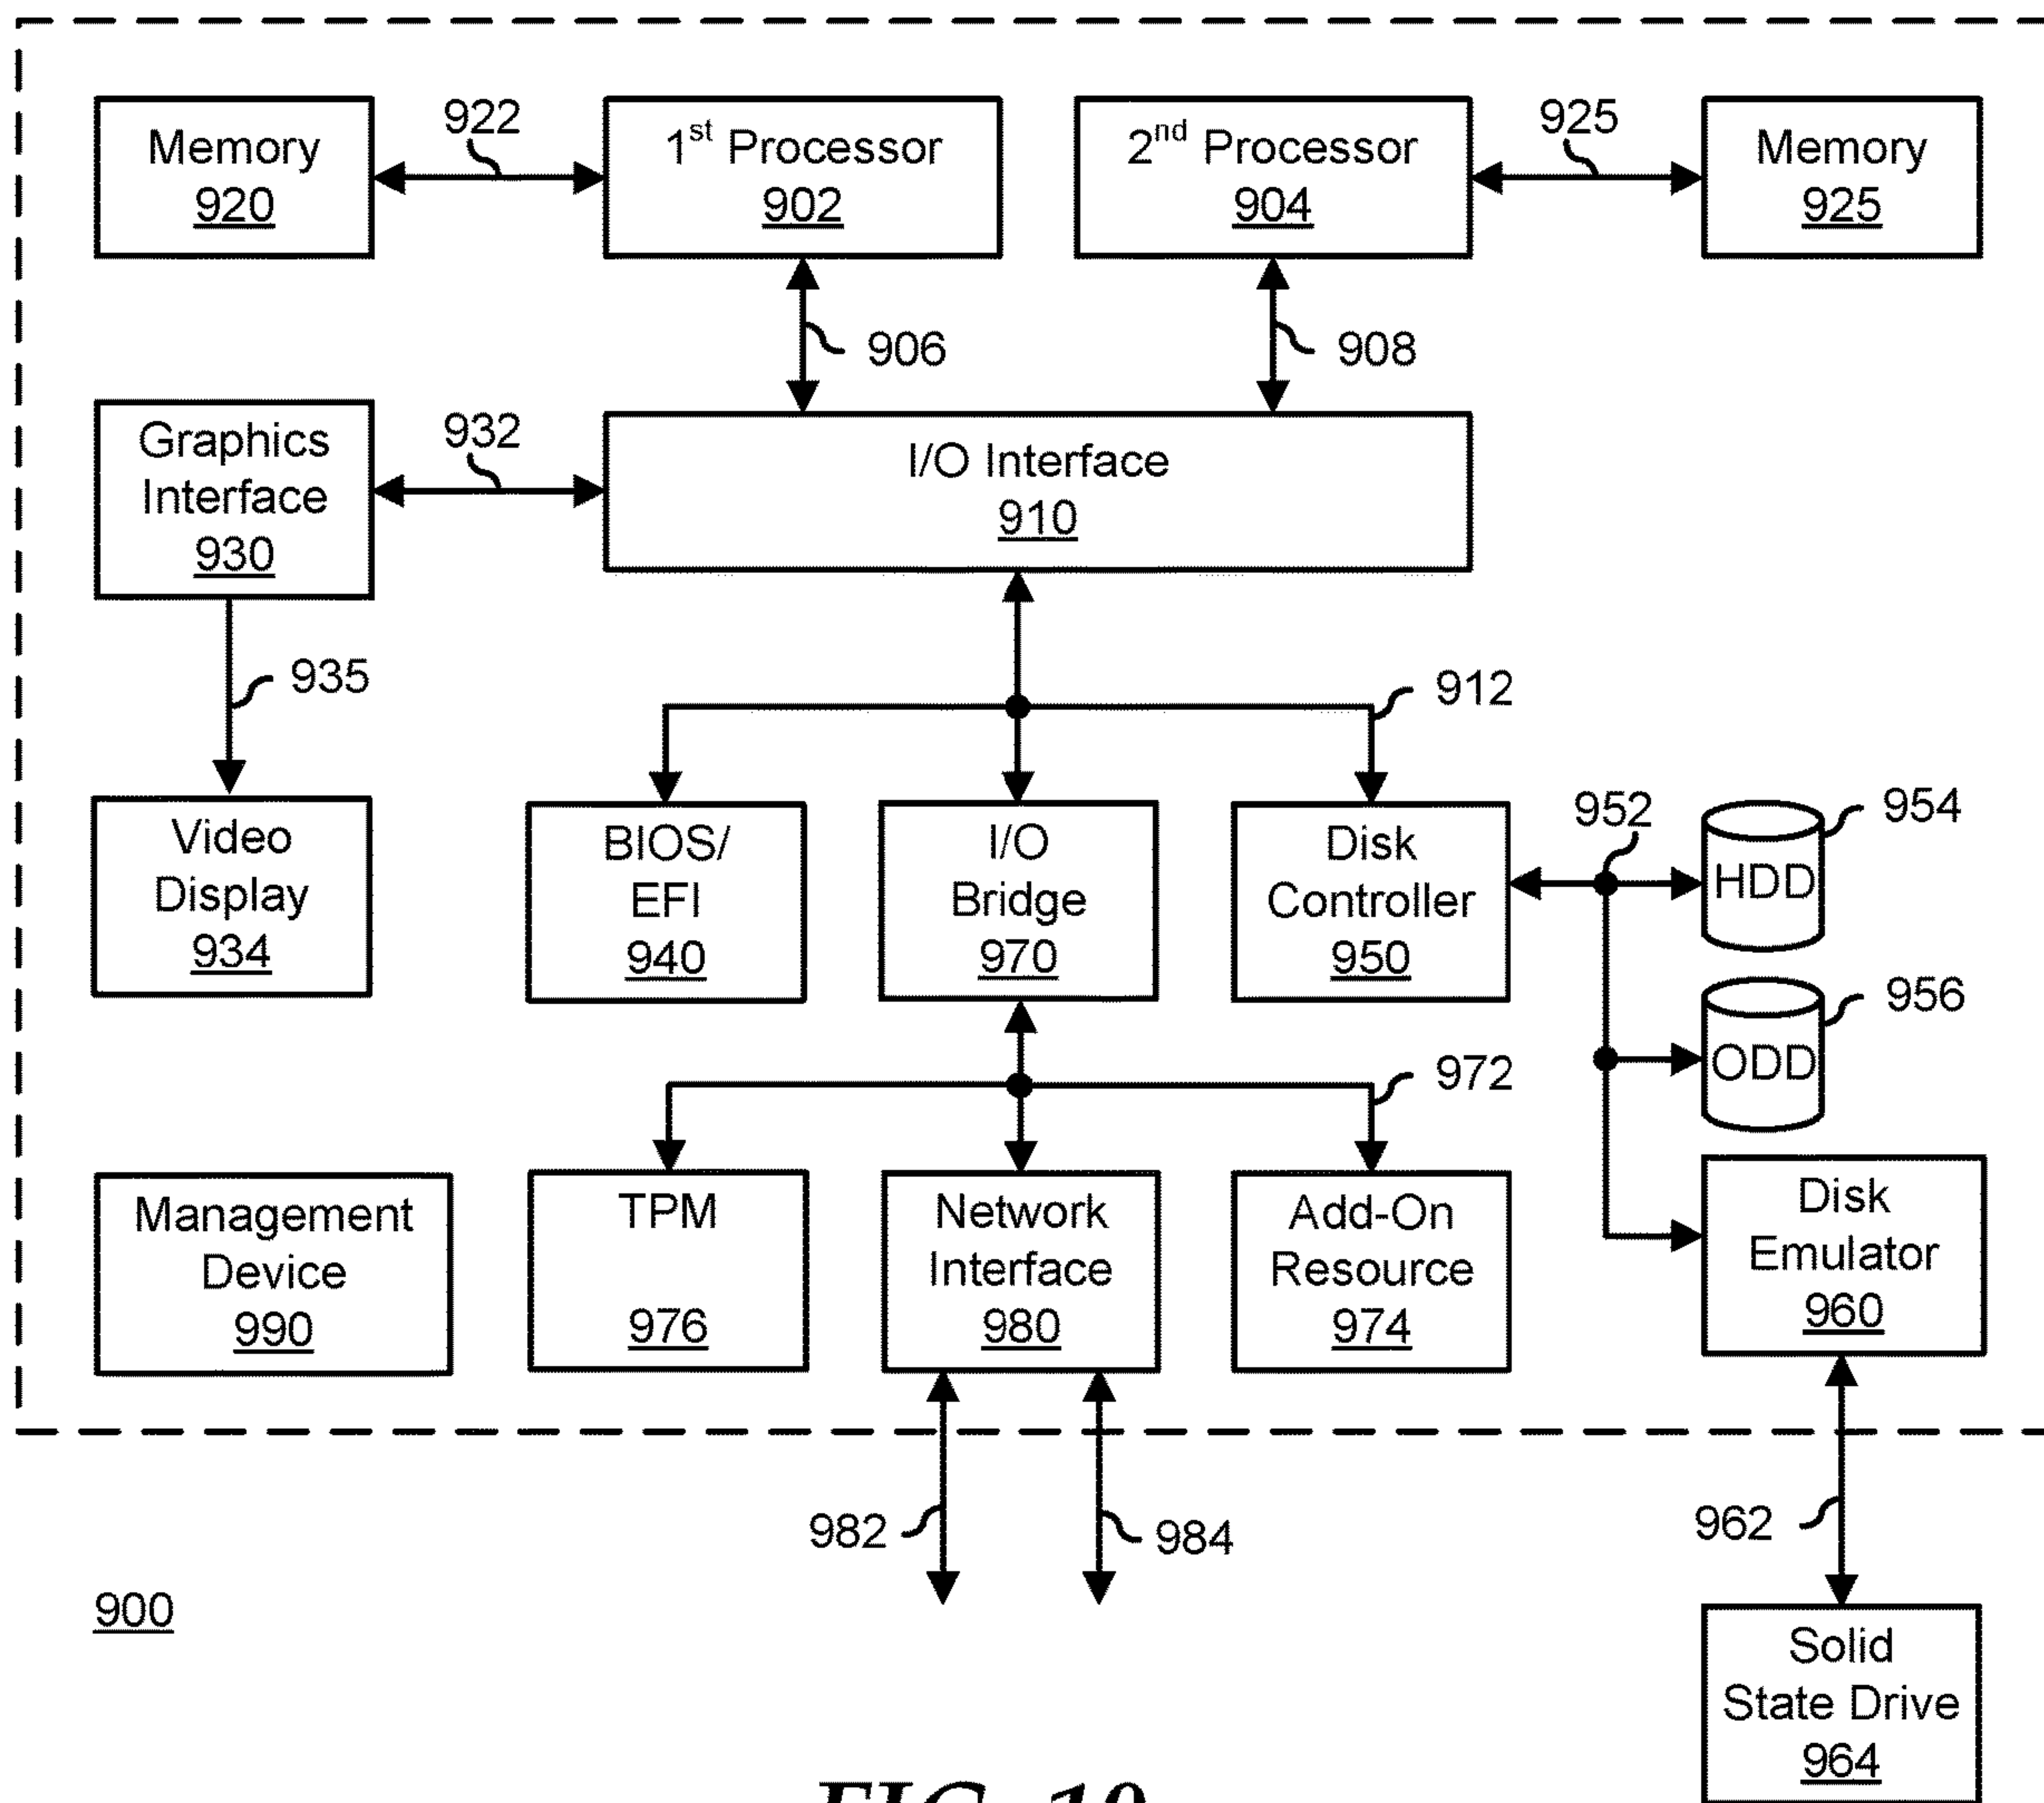 Memory
920
922
1st Processor
902
2nd Processor
904
925
Memory
925
906
908
Graphics
Interface
930
932
I/O Interface
910
935
912
Video
Display
934
BIOS/
EFI
940
I/O
Bridge
970
Disk
Controller
950
952
HDD
954
ODD
956
972
Management
Device
990
TPM
976
Network
Interface
980
Add-On
Resource
974
Disk
Emulator
960
982
984
962
900
Solid
State Drive
964
FIG. 10